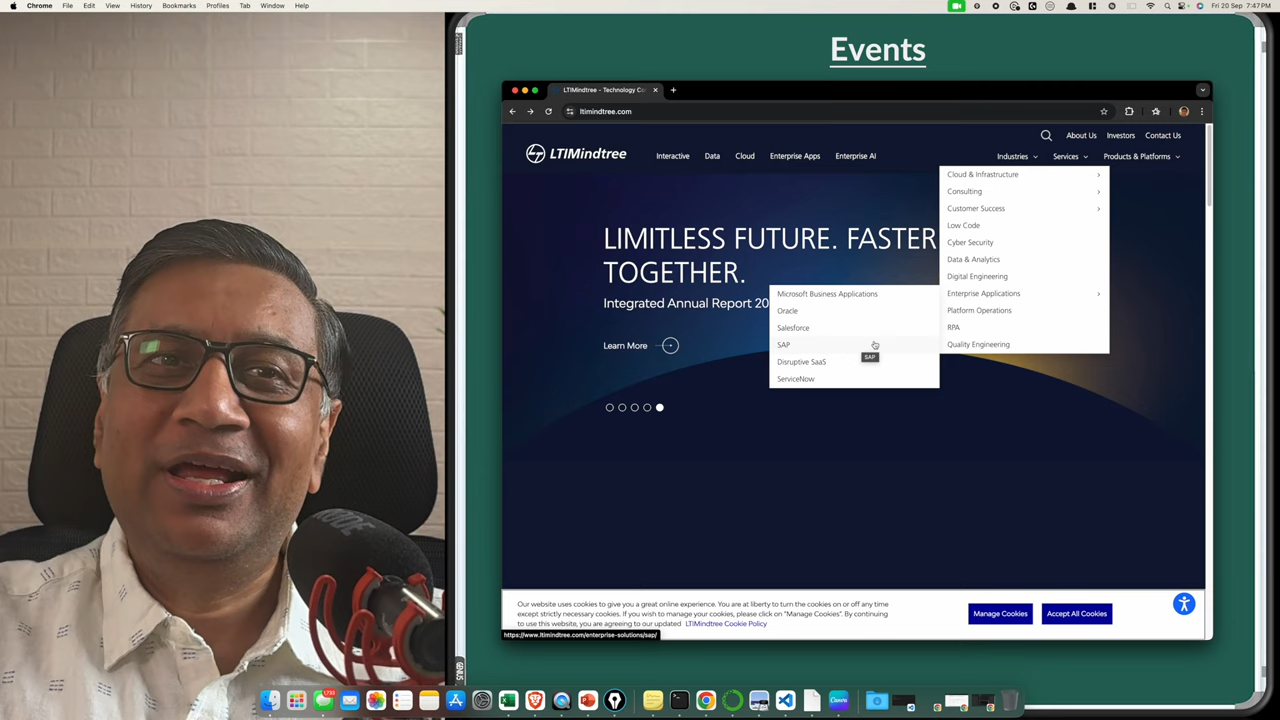 Chrome File Edit View History Bookmarks Profiles Tab Window Help Fri 20 Sep 7:47 PM
Events
LTIMindtree - Technology Co
ltimindtree.com
About Us Investors Contact Us
LTIMindtree Interactive Data Cloud Enterprise Apps Enterprise AI Industries Services Products & Platforms
Cloud & Infrastructure
Consulting
Customer Success
Low Code
Cyber Security
Data & Analytics
Digital Engineering
Enterprise Applications
Platform Operations
RPA
Quality Engineering
LIMITLESS FUTURE. FASTER
TOGETHER.
Integrated Annual Report 20
Learn More
Microsoft Business Applications
Oracle
Salesforce
SAP
SAP
Disruptive SaaS
ServiceNow
Our website uses cookies to give you a great online experience. You are at liberty to turn the cookies on or off any time
except strictly necessary cookies. If you wish to manage your cookies, please click on "Manage Cookies". By continuing
to use this website, you are agreeing to our updated LTIMindtree Cookie Policy
Manage Cookies Accept All Cookies
https://www.ltimindtree.com/enterprise-solutions/sap/